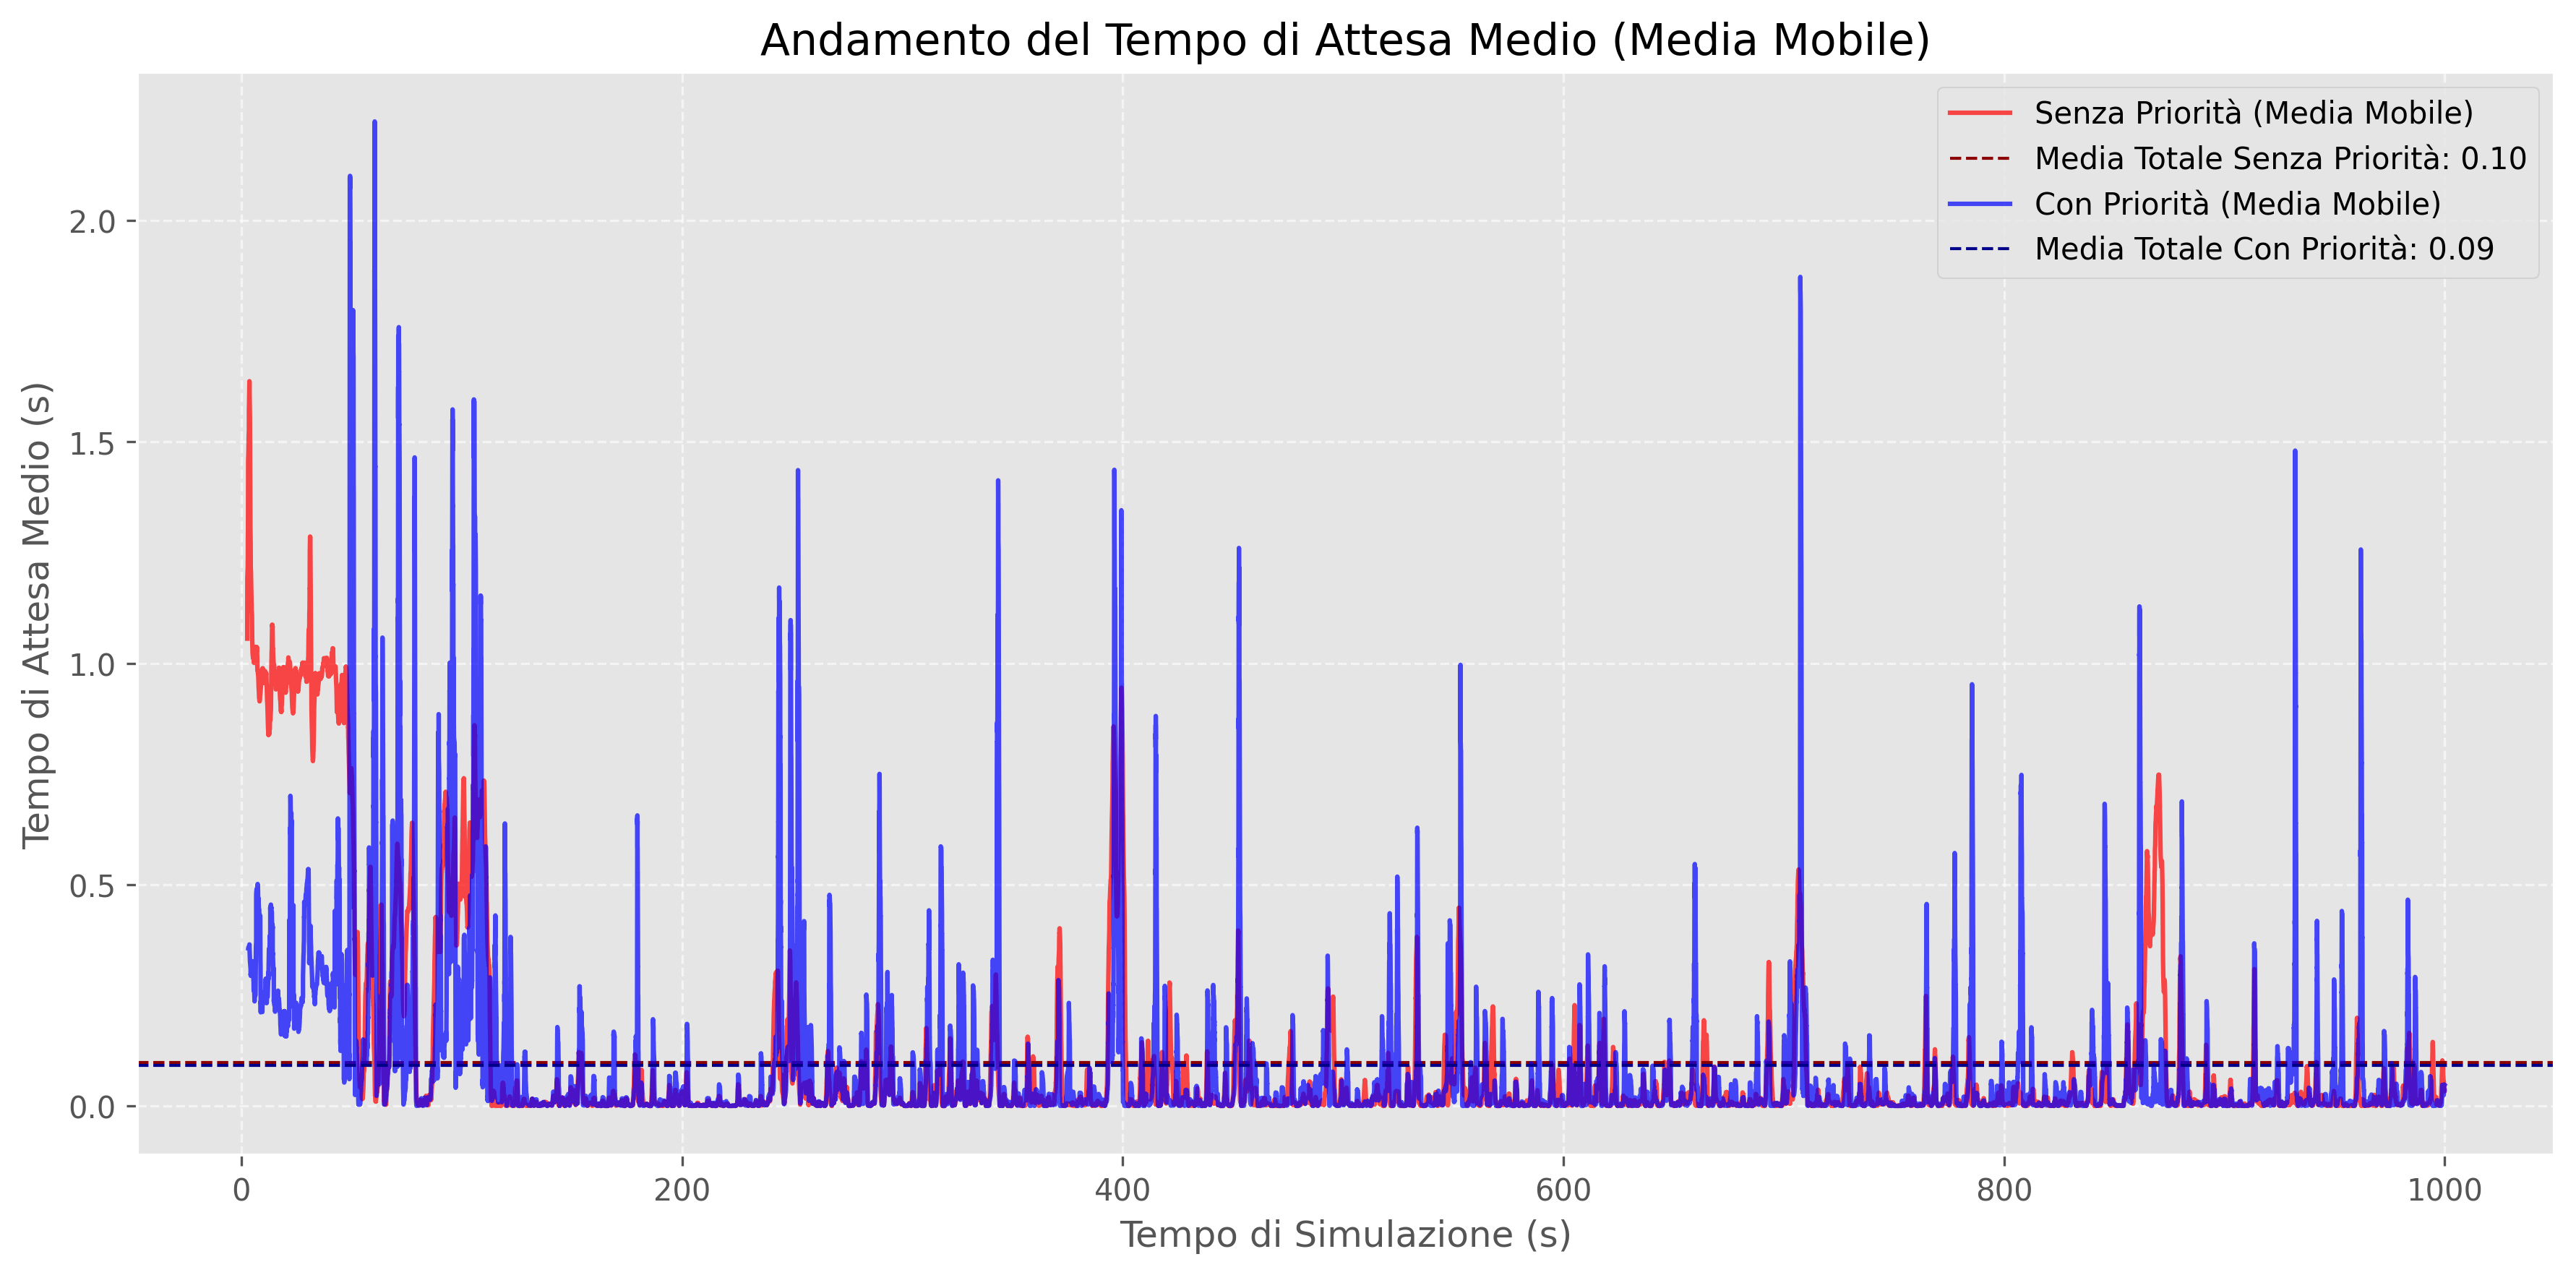 Andamento del Tempo di Attesa Medio (Media Mobile)
Senza Priorità (Media Mobile)
Media Totale Senza Priorità: 0.10
Con Priorità (Media Mobile)
Media Totale Con Priorità: 0.09
Tempo di Attesa Medio (s)
2.0
1.5
1.0
0.5
0.0
0
200
400
600
800
1000
Tempo di Simulazione (s)